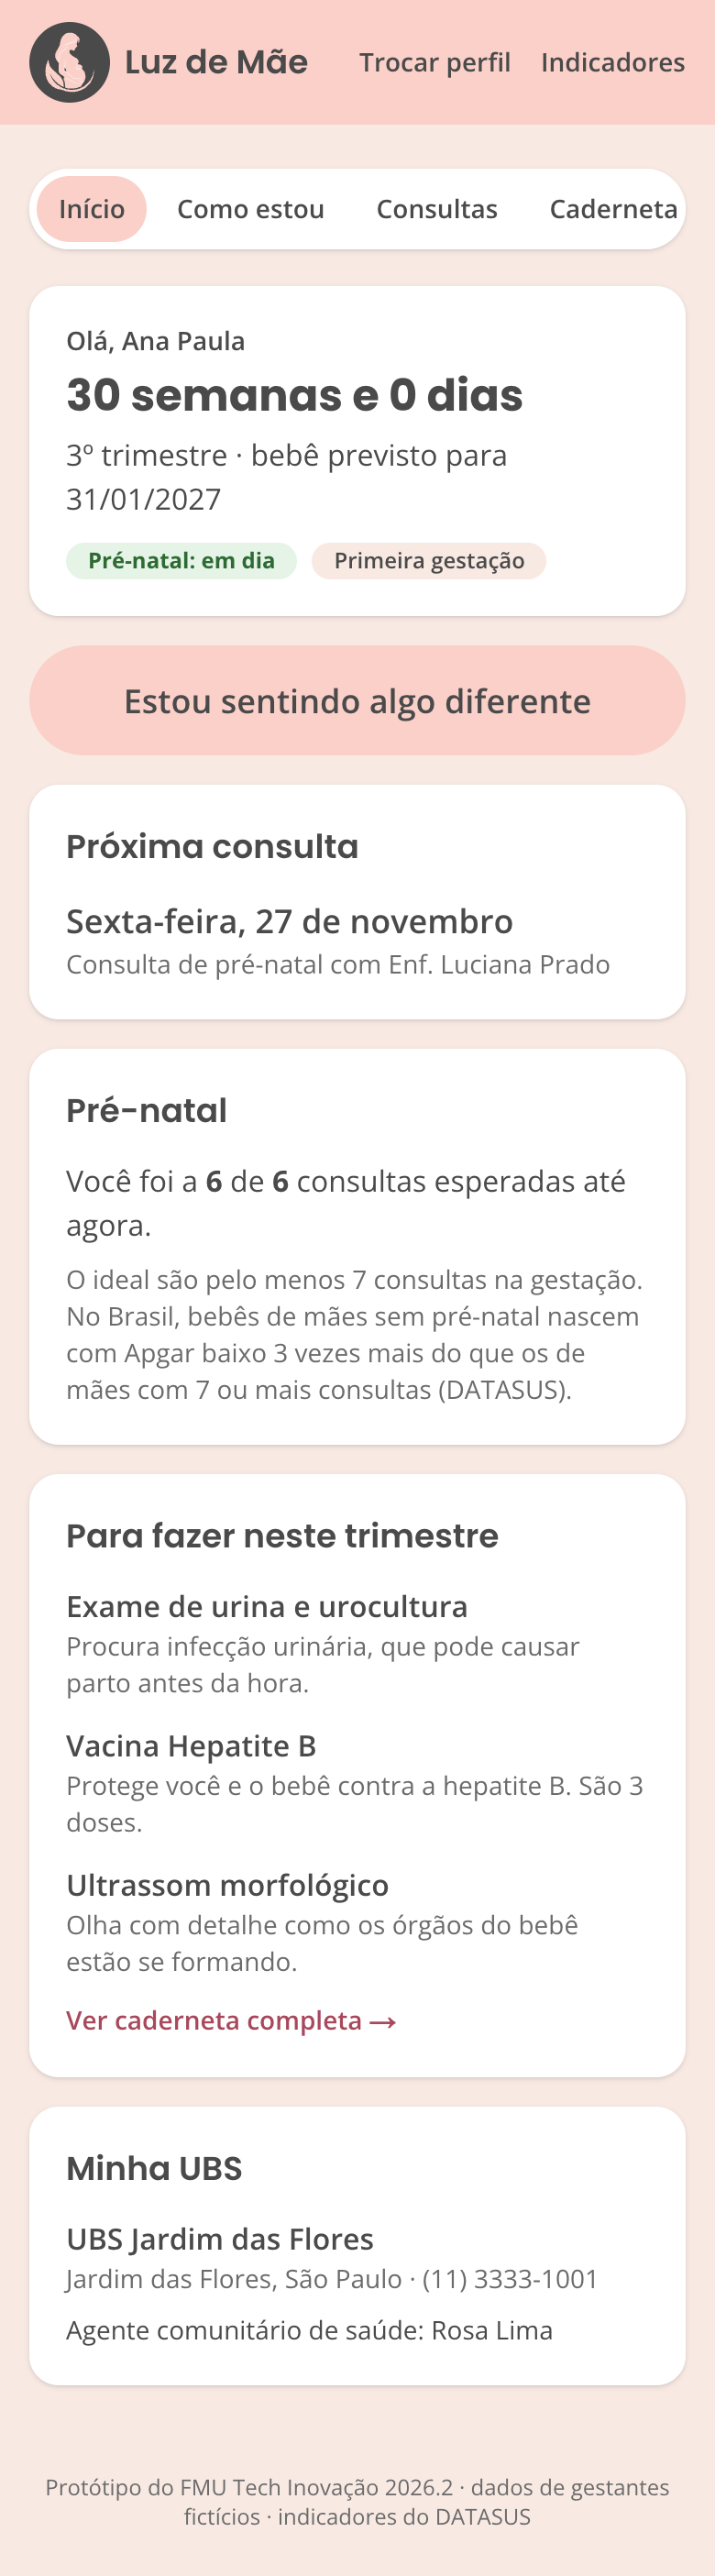 Luz de Mãe
Trocar perfil
Indicadores
Início
Como estou
Consultas
Caderneta
Olá, Ana Paula
30 semanas e 0 dias
3º trimestre · bebê previsto para
31/01/2027
Pré-natal: em dia
Primeira gestação
Estou sentindo algo diferente
Próxima consulta
Sexta-feira, 27 de novembro
Consulta de pré-natal com Enf. Luciana Prado
Pré-natal
Você foi a 6 de 6 consultas esperadas até
agora.
O ideal são pelo menos 7 consultas na gestação.
No Brasil, bebês de mães sem pré-natal nascem
com Apgar baixo 3 vezes mais do que os de
mães com 7 ou mais consultas (DATASUS).
Para fazer neste trimestre
Exame de urina e urocultura
Procura infecção urinária, que pode causar
parto antes da hora.
Vacina Hepatite B
Protege você e o bebê contra a hepatite B. São 3
doses.
Ultrassom morfológico
Olha com detalhe como os órgãos do bebê
estão se formando.
Ver caderneta completa →
Minha UBS
UBS Jardim das Flores
Jardim das Flores, São Paulo · (11) 3333-1001
Agente comunitário de saúde: Rosa Lima
Protótipo do FMU Tech Inovação 2026.2 · dados de gestantes
fictícios · indicadores do DATASUS